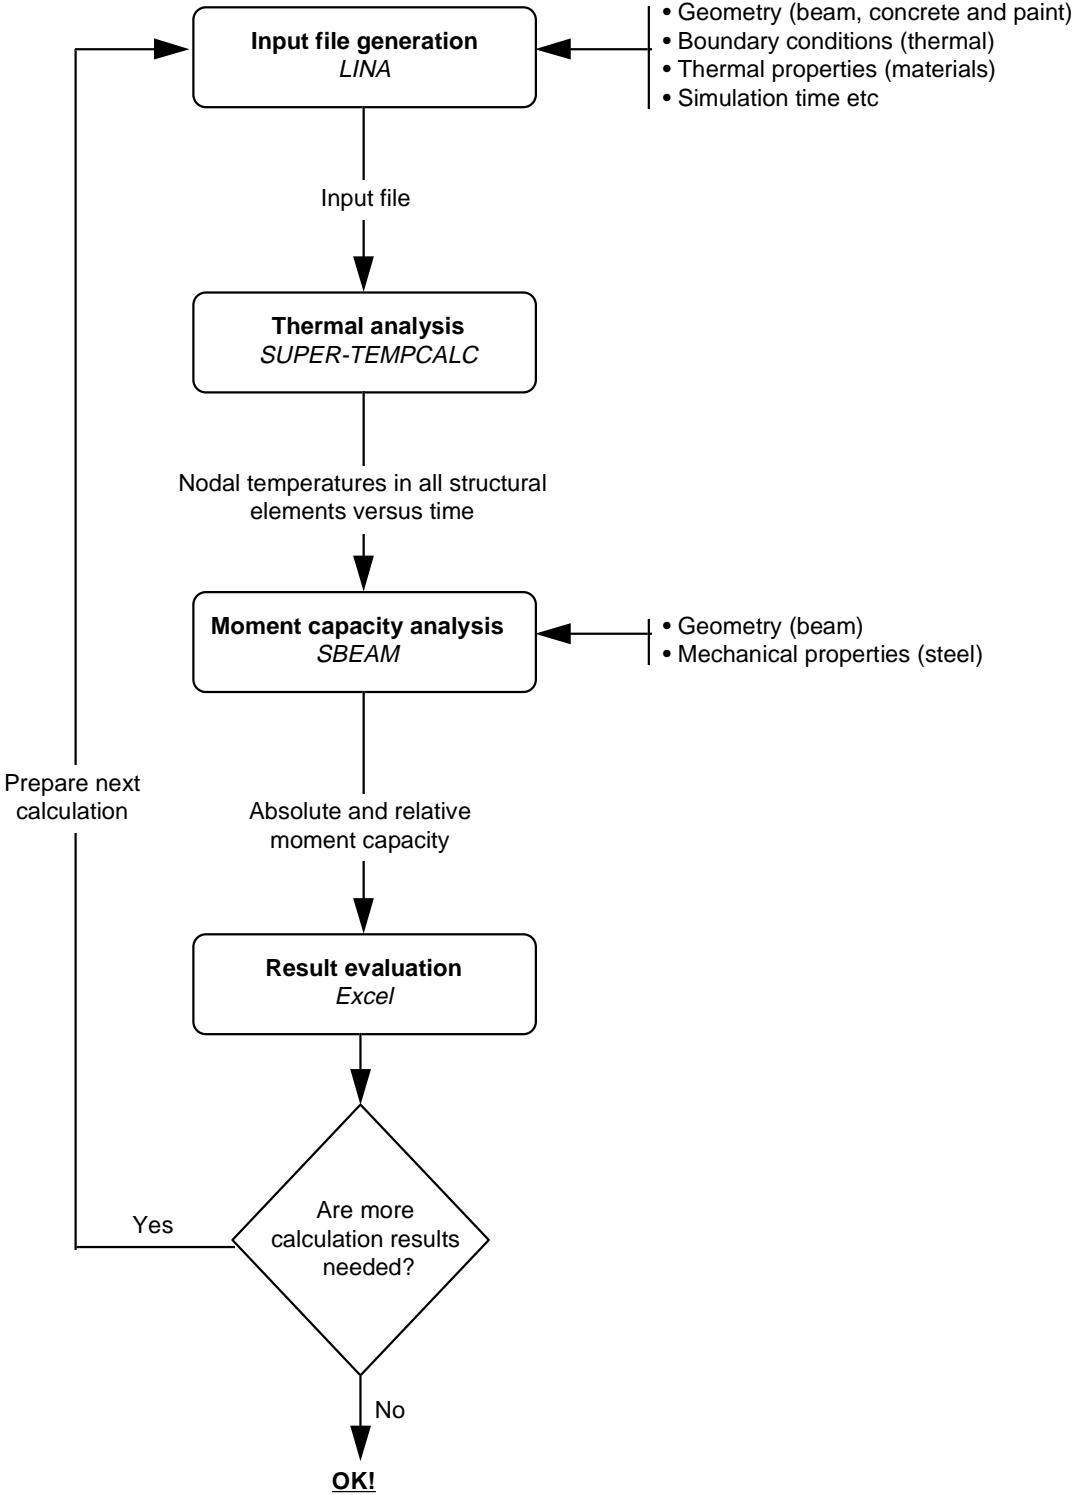 Input file generation
LINA
• Geometry (beam, concrete and paint)
• Boundary conditions (thermal)
• Thermal properties (materials)
• Simulation time etc
Input file
Thermal analysis
SUPER-TEMPCALC
Nodal temperatures in all structural
elements versus time
Moment capacity analysis
SBEAM
• Geometry (beam)
• Mechanical properties (steel)
Prepare next
calculation
Absolute and relative
moment capacity
Result evaluation
Excel
Are more
calculation results
needed?
Yes
No
OK!